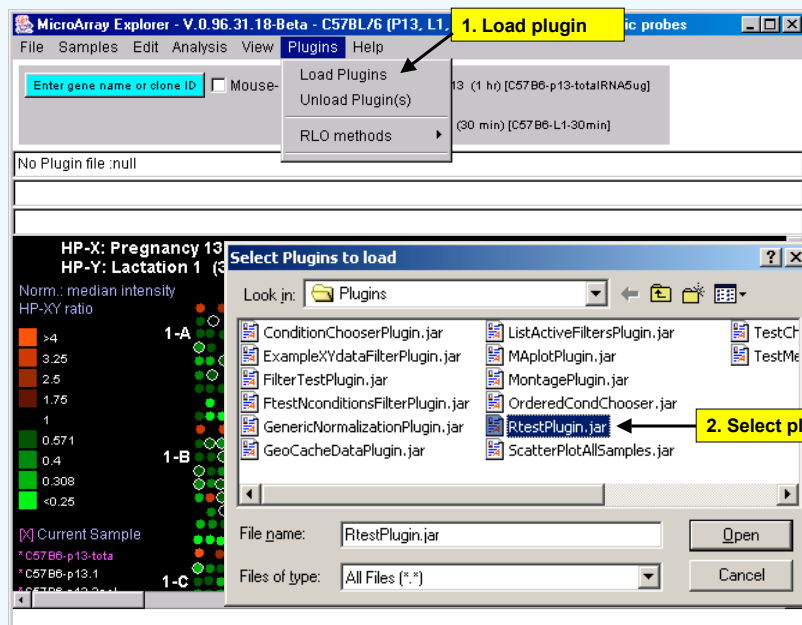 MicroArray Explorer - V.0.96.31.18-Beta - C57BL/6 (P13, L1, ic probes
1. Load plugin
File Samples Edit Analysis View Plugins Help
Load Plugins
Unload Plugin(s)
RLO methods
Enter gene name or clone ID Mouse- 13 (1 hr) [C57B6-p13-totalRNA5ug]
(30 min) [C57B6-L1-30min]
No Plugin file :null
HP-X: Pregnancy 13
HP-Y: Lactation 1
Norm.: median intensity
HP-XY ratio
>4
3.25
2.5
1.75
1
0.571
0.4
0.308
<0.25
1-A
1-B
1-C
[X] Current Sample
*C57B6-p13-tota
*C57B6-p13.1
Select Plugins to load
Look in: Plugins
ConditionChooserPlugin.jar ListActiveFiltersPlugin.jar TestCh
ExampleXYdataFilterPlugin.jar MAplotPlugin.jar TestMe
FilterTestPlugin.jar MontagePlugin.jar
FtestNconditionsFilterPlugin.jar OrderedCondChooser.jar
GenericNormalizationPlugin.jar RtestPlugin.jar
GeoCacheDataPlugin.jar ScatterPlotAllSamples.jar
2. Select pl
File name: RtestPlugin.jar Open
Files of type: All Files (*.*) Cancel